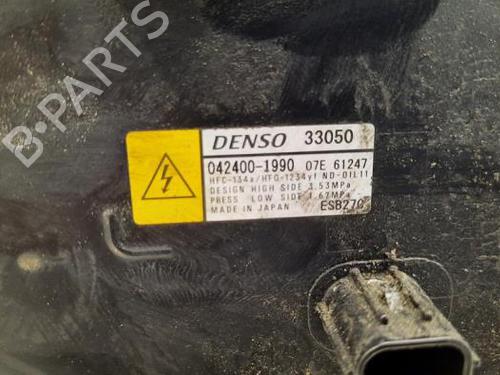 B-PARTS
DENSO 33050
042400-1990 07E 61247
HFC-134a/HFO-1234yf ND-OIL11
DESIGN HIGH SIDE 3.53MPa
PRESS LOW SIDE 1.67MPa
MADE IN JAPAN ESB27C